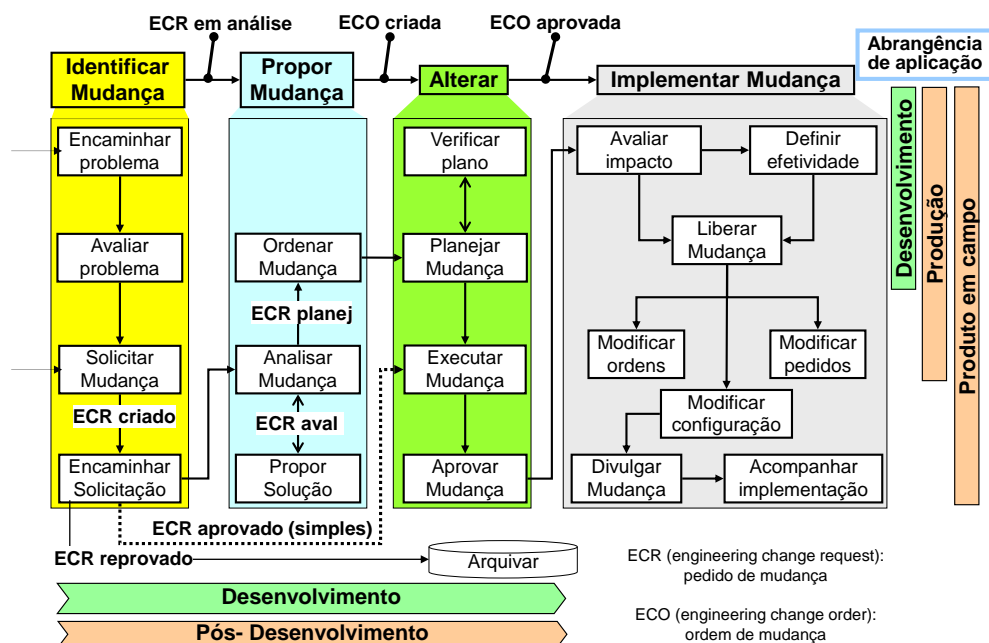 ECR em análise
ECO criada
ECO aprovada
Abrangência
de aplicação
Identificar
Mudança
Propor
Mudança
Alterar
Implementar Mudança
Encaminhar
problema
Avaliar
problema
Solicitar
Mudança
ECR criado
Encaminhar
Solicitação
Ordenar
Mudança
ECR planej
Analisar
Mudança
ECR aval
Propor
Solução
Verificar
plano
Planejar
Mudança
Executar
Mudança
Aprovar
Mudança
Avaliar
impacto
Definir
efetividade
Liberar
Mudança
Modificar
ordens
Modificar
pedidos
Modificar
configuração
Divulgar
Mudança
Acompanhar
implementação
Desenvolvimento
Produção
Produto em campo
ECR aprovado (simples)
ECR reprovado
Arquivar
ECR (engineering change request):
pedido de mudança
Desenvolvimento
ECO (engineering change order):
ordem de mudança
Pós- Desenvolvimento